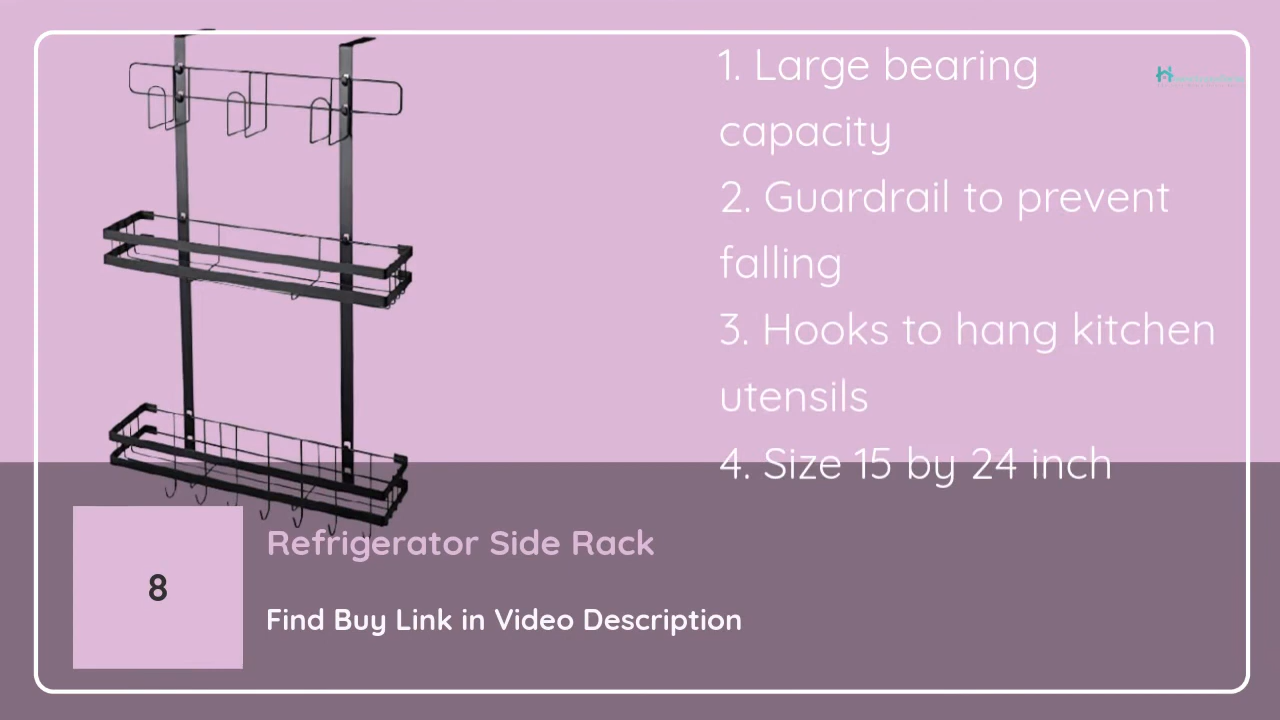 1. Large bearing
capacity
2. Guardrail to prevent
falling
3. Hooks to hang kitchen
utensils
4. Size 15 by 24 inch
Refrigerator Side Rack
8
Find Buy Link in Video Description